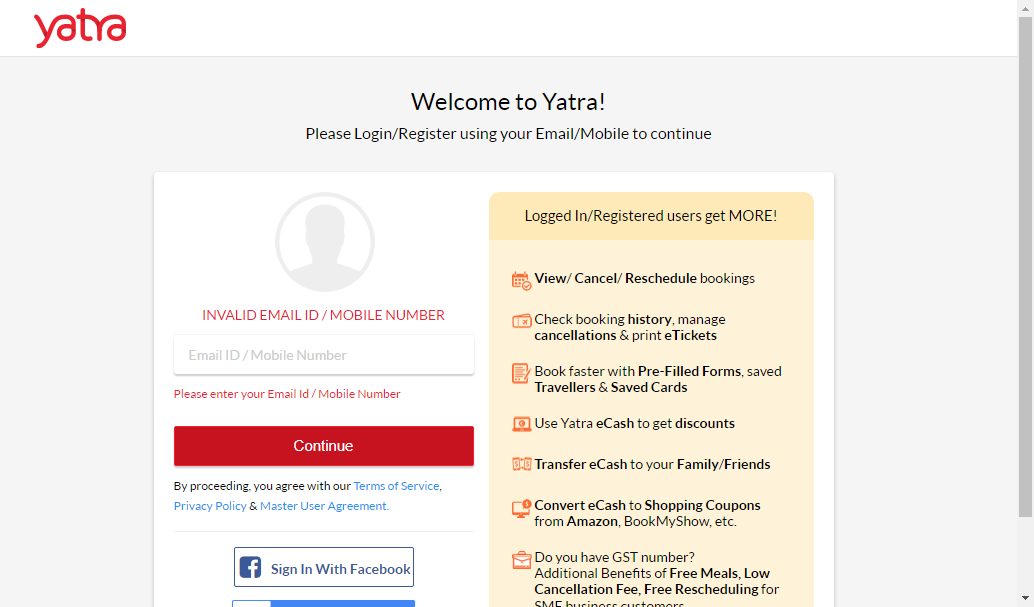 yatra
Welcome to Yatra!
Please Login/Register using your Email/Mobile to continue
INVALID EMAIL ID / MOBILE NUMBER
Email ID / Mobile Number
Please enter your Email Id / Mobile Number
Continue
By proceeding, you agree with our Terms of Service,
Privacy Policy & Master User Agreement.
Sign In With Facebook
Logged In/Registered users get MORE!
View/ Cancel/ Reschedule bookings
Check booking history, manage
cancellations & print eTickets
Book faster with Pre-Filled Forms, saved
Travellers & Saved Cards
Use Yatra eCash to get discounts
Transfer eCash to your Family/Friends
Convert eCash to Shopping Coupons
from Amazon, BookMyShow, etc.
Do you have GST number?
Additional Benefits of Free Meals, Low
Cancellation Fee, Free Rescheduling for
SME business customers